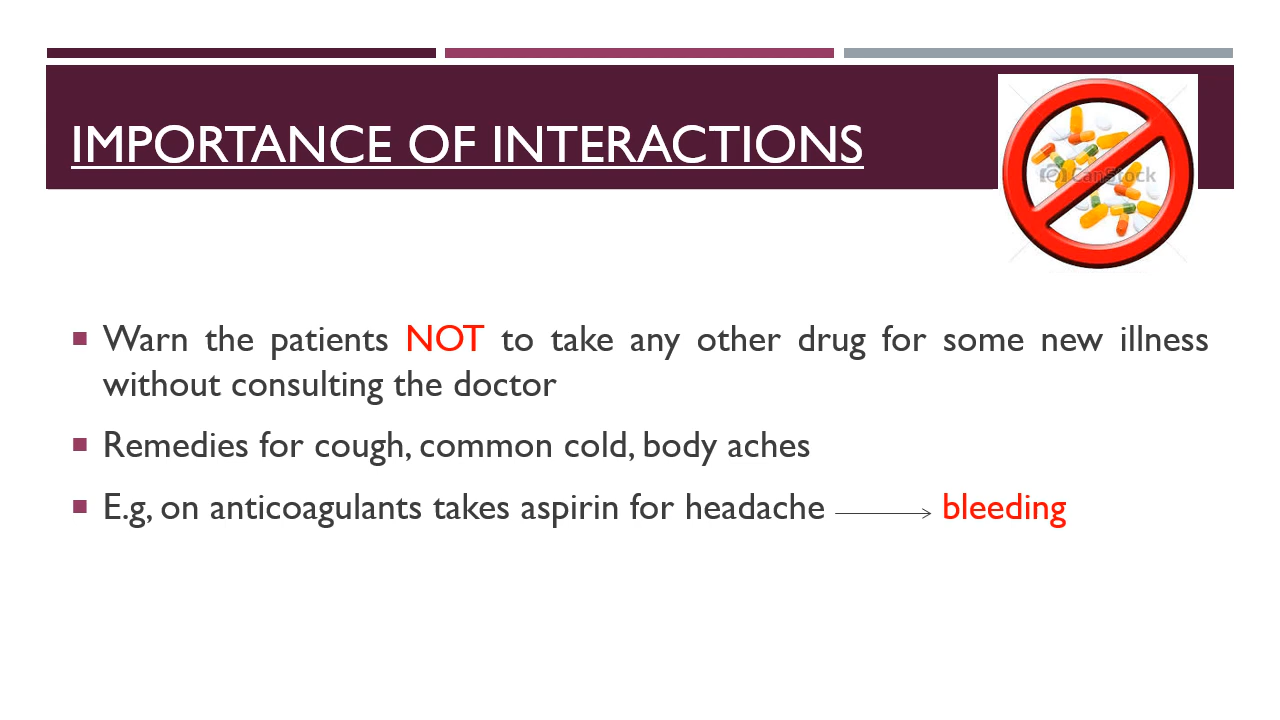 IMPORTANCE OF INTERACTIONS
CanStock
Warn the patients NOT to take any other drug for some new illness
without consulting the doctor
Remedies for cough, common cold, body aches
E.g, on anticoagulants takes aspirin for headache bleeding